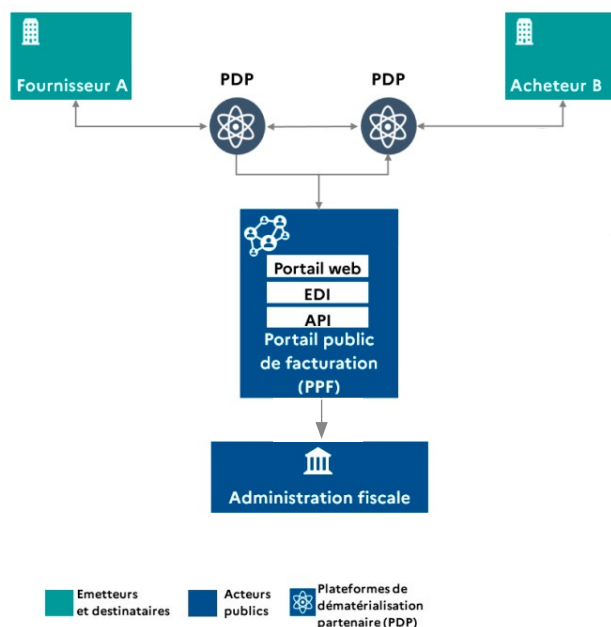 Fournisseur A
PDP
PDP
Acheteur B
Portail web
EDI
API
Portail public
de facturation
(PPF)
Administration fiscale
Emetteurs
et destinataires
Acteurs
publics
Plateformes de
dématérialisation
partenaire (PDP)